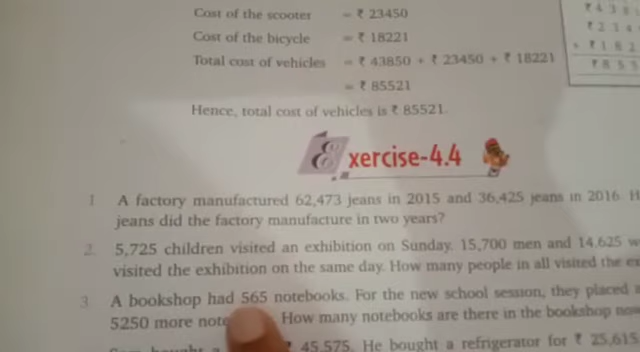 Cost of the scooter = ₹ 23450
Cost of the bicycle = ₹ 18221
Total cost of vehicles = ₹ 43850 + ₹ 23450 + ₹ 18221
= ₹ 85521
Hence, total cost of vehicles is ₹ 85521.
Exercise-4.4
1. A factory manufactured 62,473 jeans in 2015 and 36,425 jeans in 2016. H
jeans did the factory manufacture in two years?
2. 5,725 children visited an exhibition on Sunday. 15,700 men and 14,625 w
visited the exhibition on the same day. How many people in all visited the ex
3. A bookshop had 565 notebooks. For the new school session, they placed a
5250 more note How many notebooks are there in the bookshop now
₹ 45,575. He bought a refrigerator for ₹ 25,615